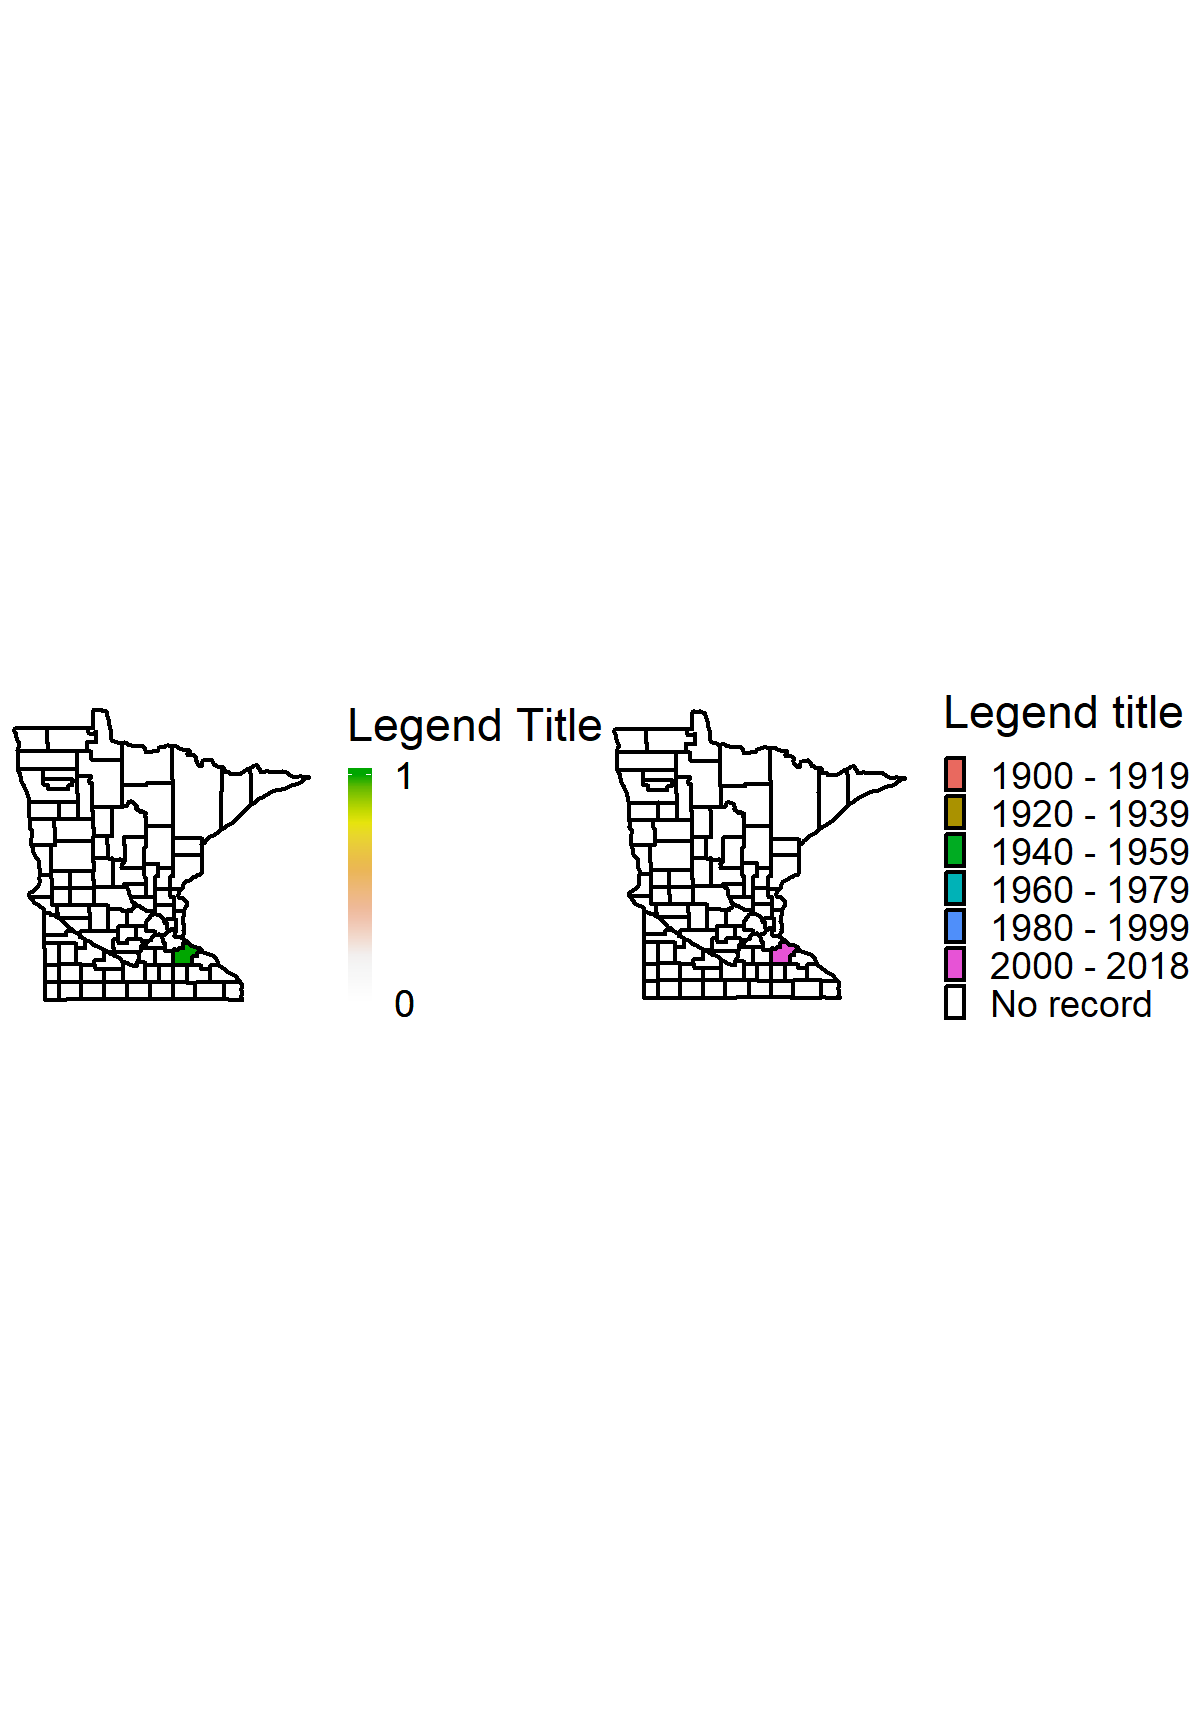 Legend Title
1
0
Legend title
1900 - 1919
1920 - 1939
1940 - 1959
1960 - 1979
1980 - 1999
2000 - 2018
No record